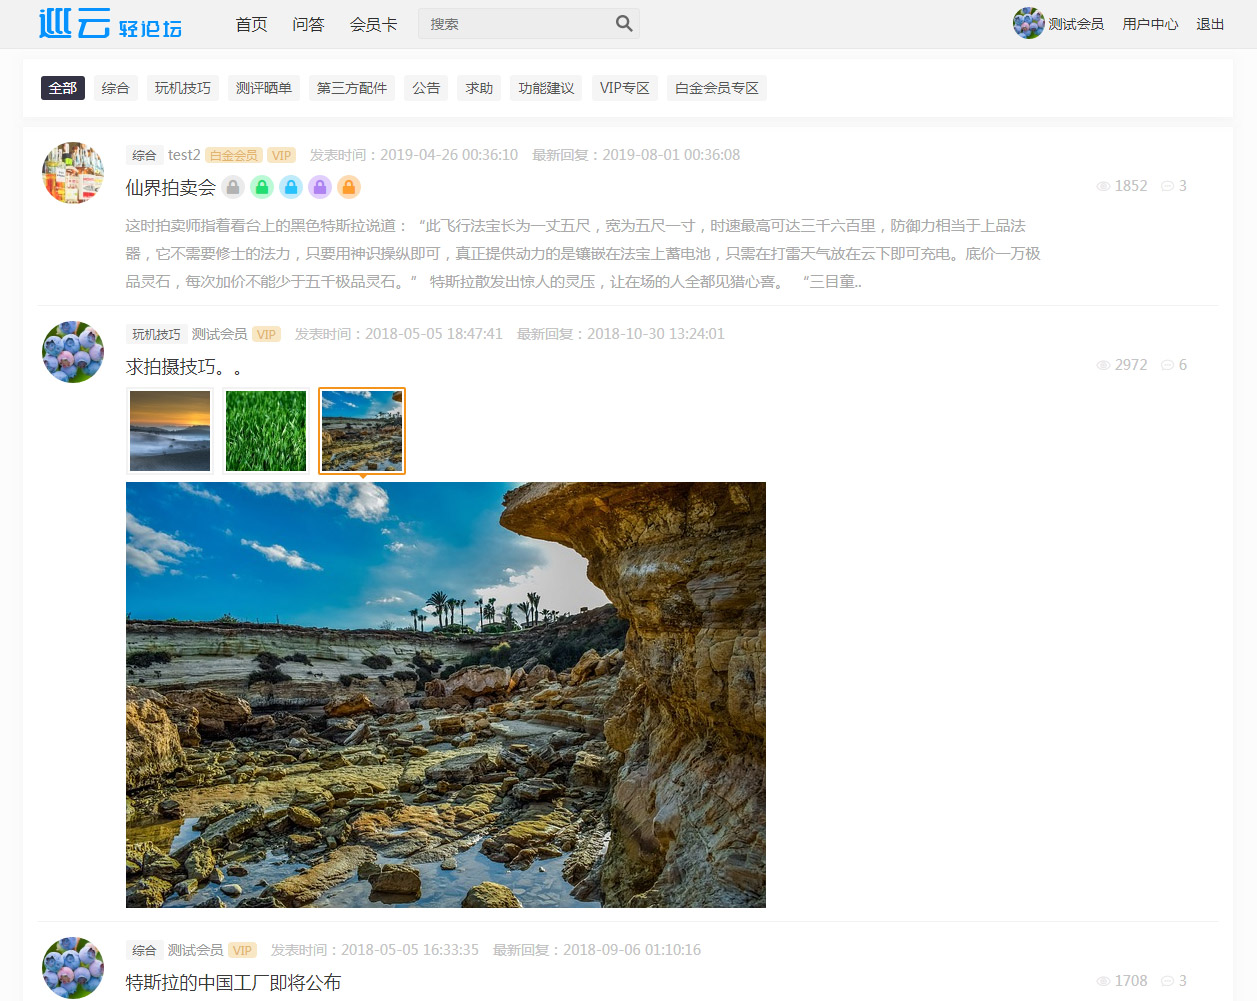 巡云 轻论坛 首页 问答 会员卡 搜索 测试会员 用户中心 退出
全部 综合 玩机技巧 测评晒单 第三方配件 公告 求助 功能建议 VIP专区 白金会员专区
综合 test2 白金会员 VIP 发表时间：2019-04-26 00:36:10 最新回复：2019-08-01 00:36:08
仙界拍卖会 1852 3
这时拍卖师指着看台上的黑色特斯拉说道：“此飞行法宝长为一丈五尺，宽为五尺一寸，时速最高可达三千六百里，防御力相当于上品法
器，它不需要修士的法力，只要用神识操纵即可，真正提供动力的是镶嵌在法宝上蓄电池，只需在打雷天气放在云下即可充电。底价一万极
品灵石，每次加价不能少于五千极品灵石。” 特斯拉散发出惊人的灵压，让在场的人全都见猎心喜。 “三目童..
玩机技巧 测试会员 VIP 发表时间：2018-05-05 18:47:41 最新回复：2018-10-30 13:24:01
求拍摄技巧。。 2972 6
综合 测试会员 VIP 发表时间：2018-05-05 16:33:35 最新回复：2018-09-06 01:10:16
特斯拉的中国工厂即将公布 1708 3